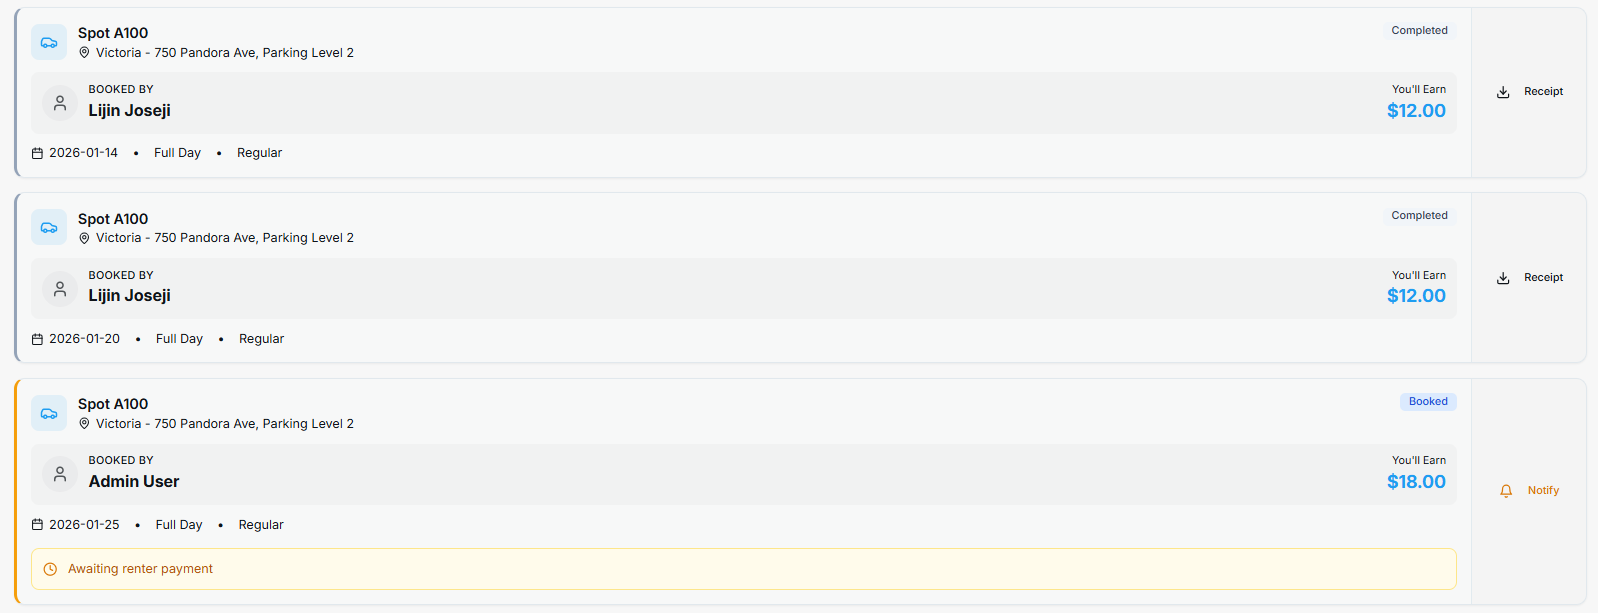 Spot A100
Completed
Victoria - 750 Pandora Ave, Parking Level 2
BOOKED BY
You'll Earn
Lijin Joseji
$12.00
Receipt
2026-01-14 • Full Day • Regular
Spot A100
Completed
Victoria - 750 Pandora Ave, Parking Level 2
BOOKED BY
You'll Earn
Lijin Joseji
$12.00
Receipt
2026-01-20 • Full Day • Regular
Spot A100
Booked
Victoria - 750 Pandora Ave, Parking Level 2
BOOKED BY
You'll Earn
Admin User
$18.00
Notify
2026-01-25 • Full Day • Regular
Awaiting renter payment